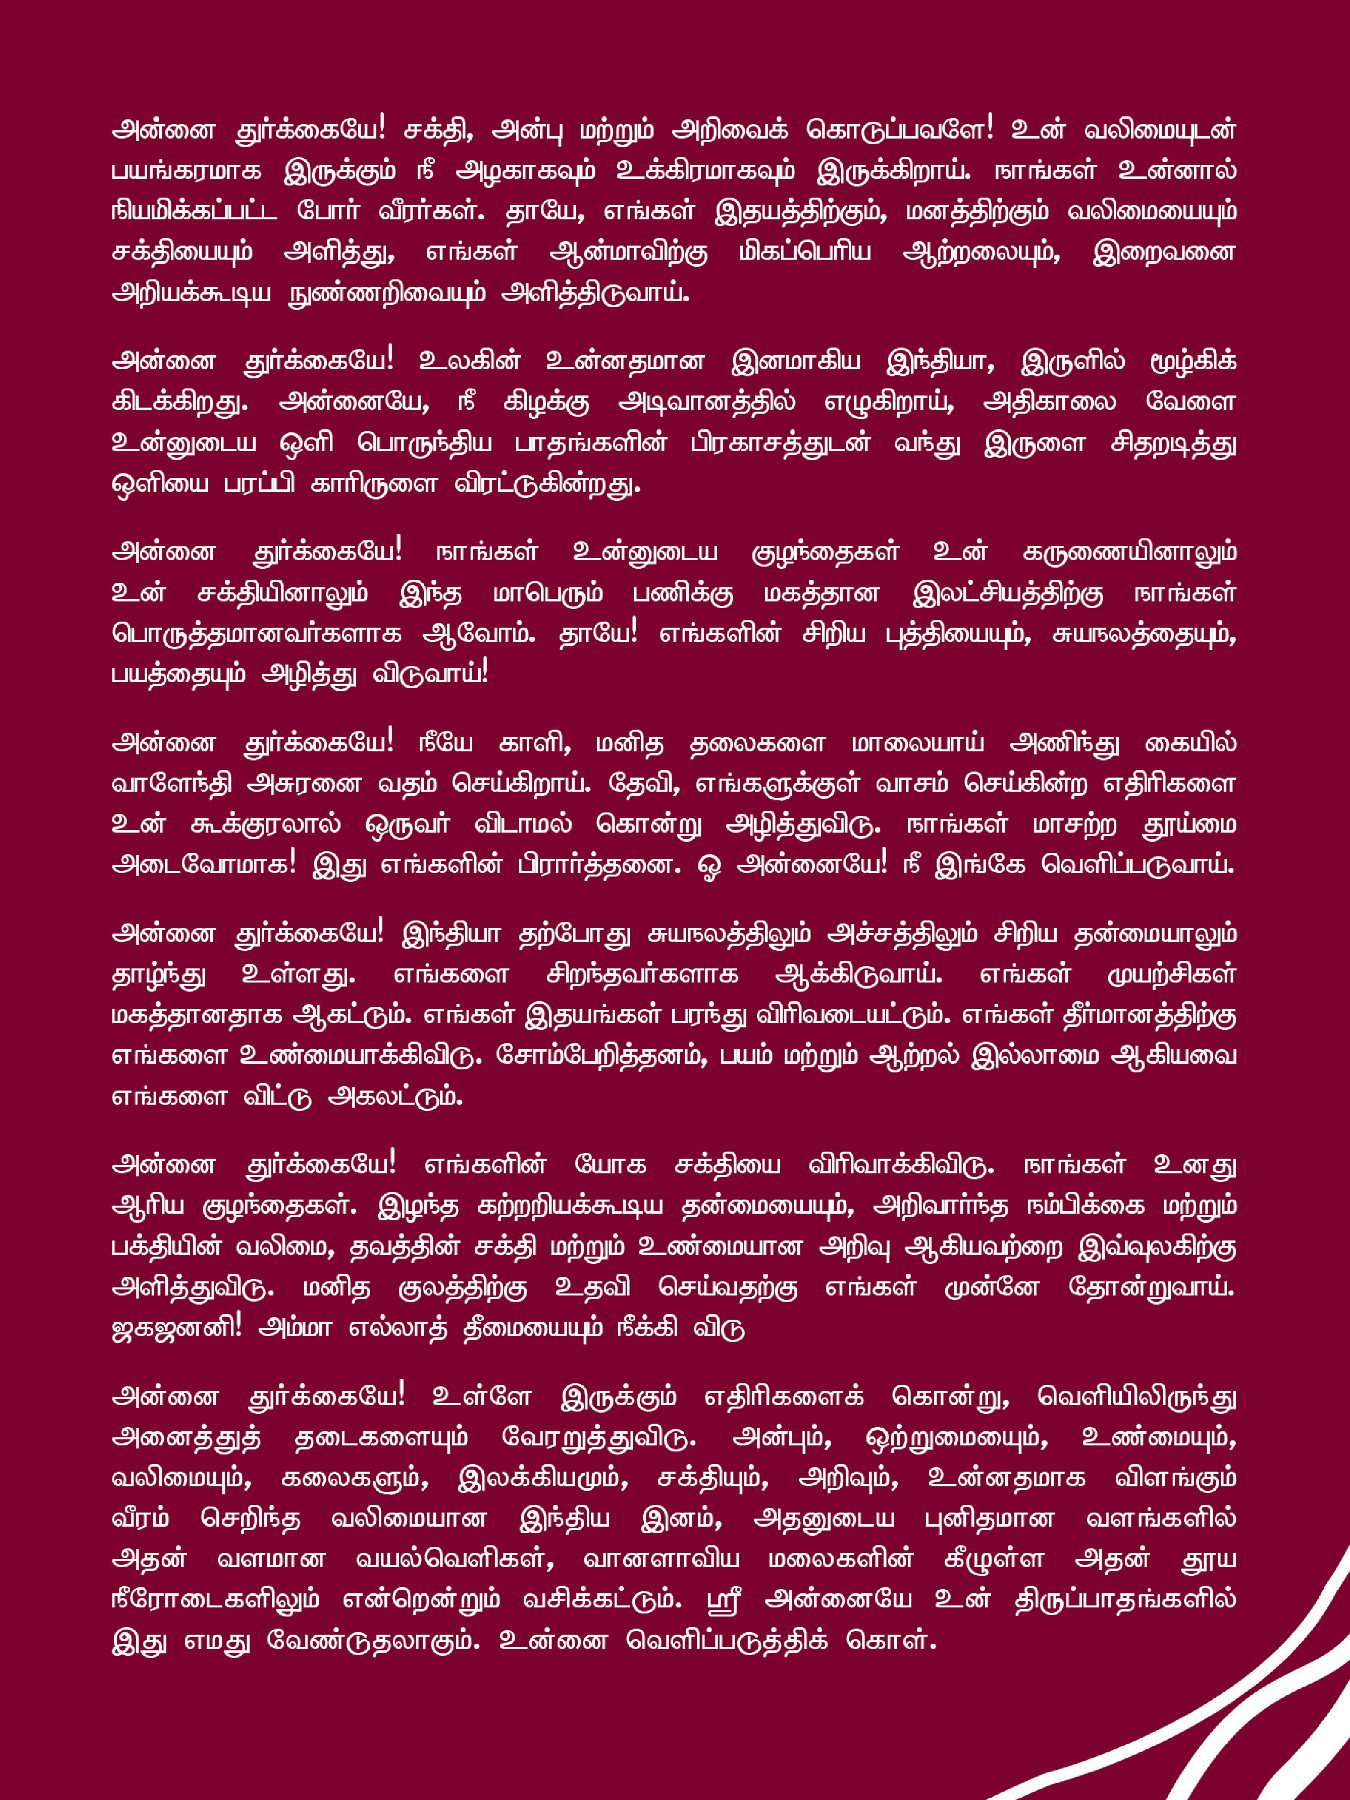 அன்னை துர்க்கையே! சக்தி, அன்பு மற்றும் அறிவைக் கொடுப்பவளே! உன் வலிமையுடன்
பயங்கரமாக இருக்கும் நீ அழகாகவும் உக்கிரமாகவும் இருக்கிறாய். நாங்கள் உன்னால்
நியமிக்கப்பட்ட போர் வீரர்கள். தாயே, எங்கள் இதயத்திற்கும், மனத்திற்கும் வலிமையையும்
சக்தியையும் அளித்து, எங்கள் ஆன்மாவிற்கு மிகப்பெரிய ஆற்றலையும், இறைவனை
அறியக்கூடிய நுண்ணறிவையும் அளித்திடுவாய்.
அன்னை துர்க்கையே! உலகின் உன்னதமான இனமாகிய இந்தியா, இருளில் மூழ்கிக்
கிடக்கிறது. அன்னையே, நீ கிழக்கு அடிவானத்தில் எழுகிறாய், அதிகாலை வேளை
உன்னுடைய ஒளி பொருந்திய பாதங்களின் பிரகாசத்துடன் வந்து இருளை சிதறடித்து
ஒளியை பரப்பி காரிருளை விரட்டுகின்றது.
அன்னை துர்க்கையே! நாங்கள் உன்னுடைய குழந்தைகள் உன் கருணையினாலும்
உன் சக்தியினாலும் இந்த மாபெரும் பணிக்கு மகத்தான இலட்சியத்திற்கு நாங்கள்
பொருத்தமானவர்களாக ஆவோம். தாயே! எங்களின் சிறிய புத்தியையும், சுயநலத்தையும்,
பயத்தையும் அழித்து விடுவாய்!
அன்னை துர்க்கையே! நீயே காளி, மனித தலைகளை மாலையாய் அணிந்து கையில்
வாளேந்தி அசுரனை வதம் செய்கிறாய். தேவி, எங்களுக்குள் வாசம் செய்கின்ற எதிரிகளை
உன் கூக்குரலால் ஒருவர் விடாமல் கொன்று அழித்துவிடு. நாங்கள் மாசற்ற தூய்மை
அடைவோமாக! இது எங்களின் பிரார்த்தனை. ஓ அன்னையே! நீ இங்கே வெளிப்படுவாய்.
அன்னை துர்க்கையே! இந்தியா தற்போது சுயநலத்திலும் அச்சத்திலும் சிறிய தன்மையாலும்
தாழ்ந்து உள்ளது. எங்களை சிறந்தவர்களாக ஆக்கிடுவாய். எங்கள் முயற்சிகள்
மகத்தானதாக ஆகட்டும். எங்கள் இதயங்கள் பரந்து விரிவடையட்டும். எங்கள் தீர்மானத்திற்கு
எங்களை உண்மையாக்கிவிடு. சோம்பேறித்தனம், பயம் மற்றும் ஆற்றல் இல்லாமை ஆகியவை
எங்களை விட்டு அகலட்டும்.
அன்னை துர்க்கையே! எங்களின் யோக சக்தியை விரிவாக்கிவிடு. நாங்கள் உனது
ஆரிய குழந்தைகள். இழந்த கற்றறியக்கூடிய தன்மையையும், அறிவார்ந்த நம்பிக்கை மற்றும்
பக்தியின் வலிமை, தவத்தின் சக்தி மற்றும் உண்மையான அறிவு ஆகியவற்றை இவ்வுலகிற்கு
அளித்துவிடு. மனித குலத்திற்கு உதவி செய்வதற்கு எங்கள் முன்னே தோன்றுவாய்.
ஜகஜனனி! அம்மா எல்லாத் தீமையையும் நீக்கி விடு
அன்னை துர்க்கையே! உள்ளே இருக்கும் எதிரிகளைக் கொன்று, வெளியிலிருந்து
அனைத்துத் தடைகளையும் வேரறுத்துவிடு. அன்பும், ஒற்றுமையும், உண்மையும்,
வலிமையும், கலைகளும், இலக்கியமும், சக்தியும், அறிவும், உன்னதமாக விளங்கும்
வீரம் செறிந்த வலிமையான இந்திய இனம், அதனுடைய புனிதமான வளங்களில்
அதன் வளமான வயல்வெளிகள், வானளாவிய மலைகளின் கீழுள்ள அதன் தூய
நீரோடைகளிலும் என்றென்றும் வசிக்கட்டும். ஸ்ரீ அன்னையே உன் திருப்பாதங்களில்
இது எமது வேண்டுதலாகும். உன்னை வெளிப்படுத்திக் கொள்.